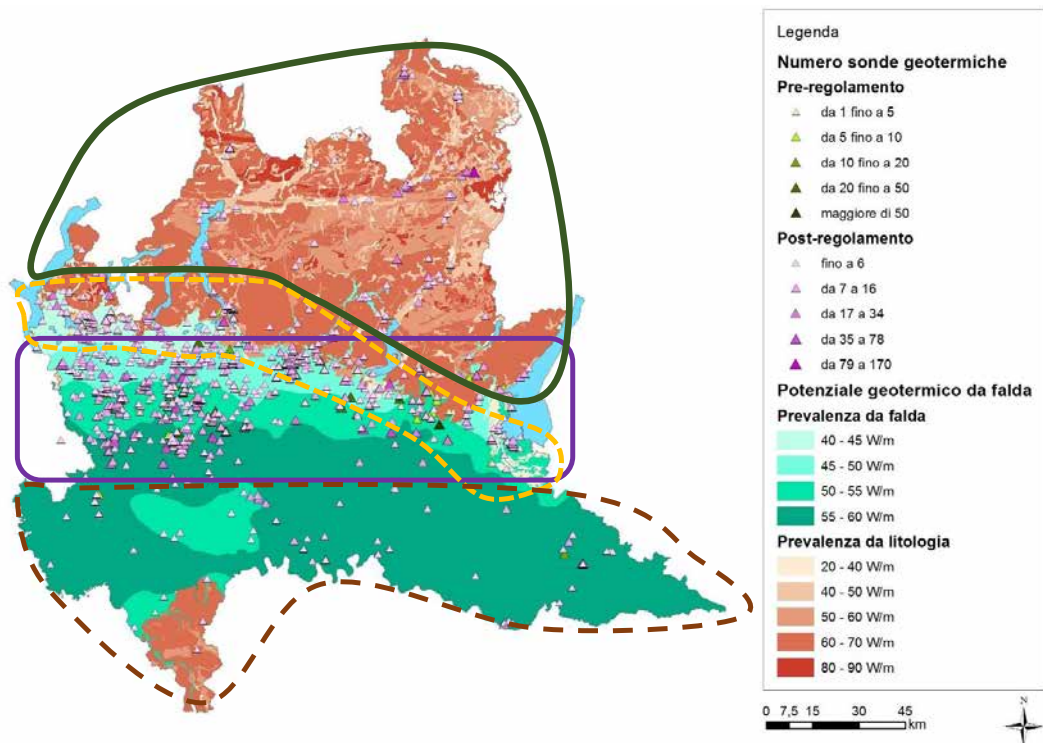 Legenda
Numero sonde geotermiche
Pre-regolamento
da 1 fino a 5
da 5 fino a 10
da 10 fino a 20
da 20 fino a 50
maggiore di 50
Post-regolamento
fino a 6
da 7 a 16
da 17 a 34
da 35 a 78
da 79 a 170
Potenziale geotermico da falda
Prevalenza da falda
40 - 45 W/m
45 - 50 W/m
50 - 55 W/m
55 - 60 W/m
Prevalenza da litologia
20 - 40 W/m
40 - 50 W/m
50 - 60 W/m
60 - 70 W/m
80 - 90 W/m
0 7,5 15 30 45
km
N